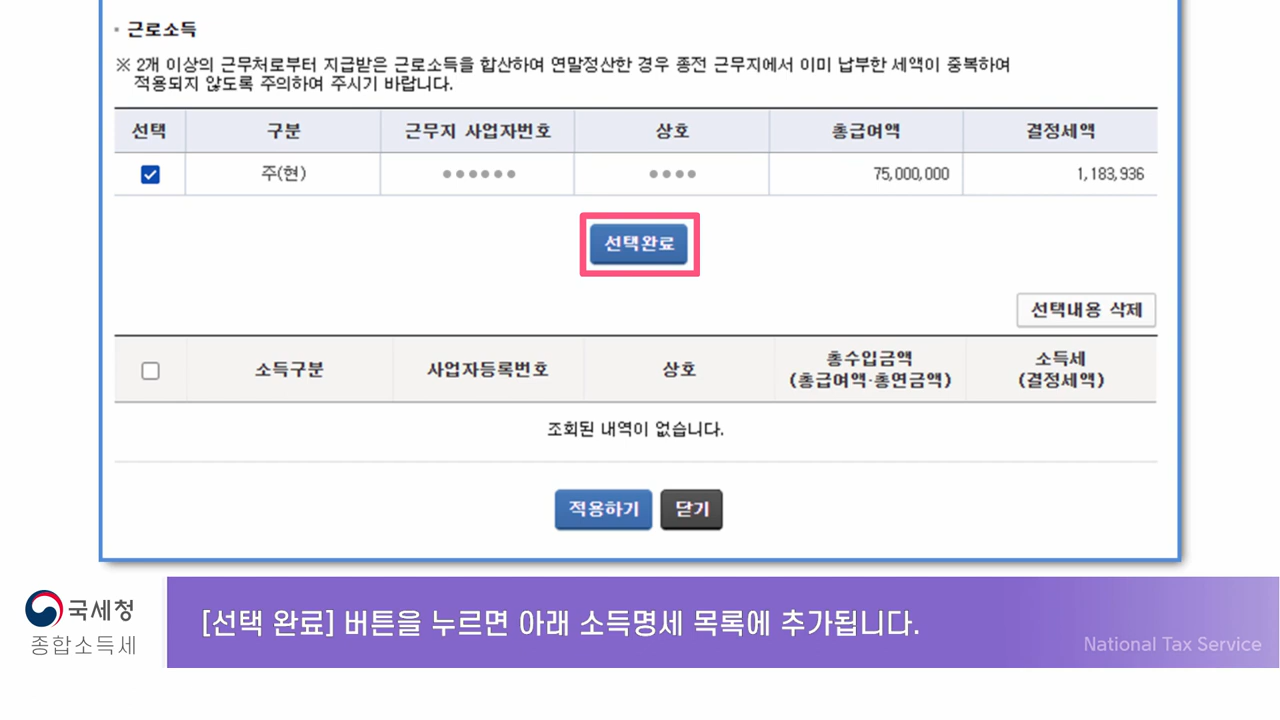 근로소득
※ 2개 이상의 근무처로부터 지급받은 근로소득을 합산하여 연말정산한 경우 종전 근무지에서 이미 납부한 세액이 중복하여
적용되지 않도록 주의하여 주시기 바랍니다.
선택 구분 근무지 사업자번호 상호 총급여액 결정세액
주(현) ●●●●●● ●●●● 75,000,000 1,183,936
선택완료
선택내용 삭제
소득구분 사업자등록번호 상호 총수입금액 소득세
(총급여액·총연금액) (결정세액)
조회된 내역이 없습니다.
적용하기 닫기
국세청
종합소득세
[선택 완료] 버튼을 누르면 아래 소득명세 목록에 추가됩니다.
National Tax Service